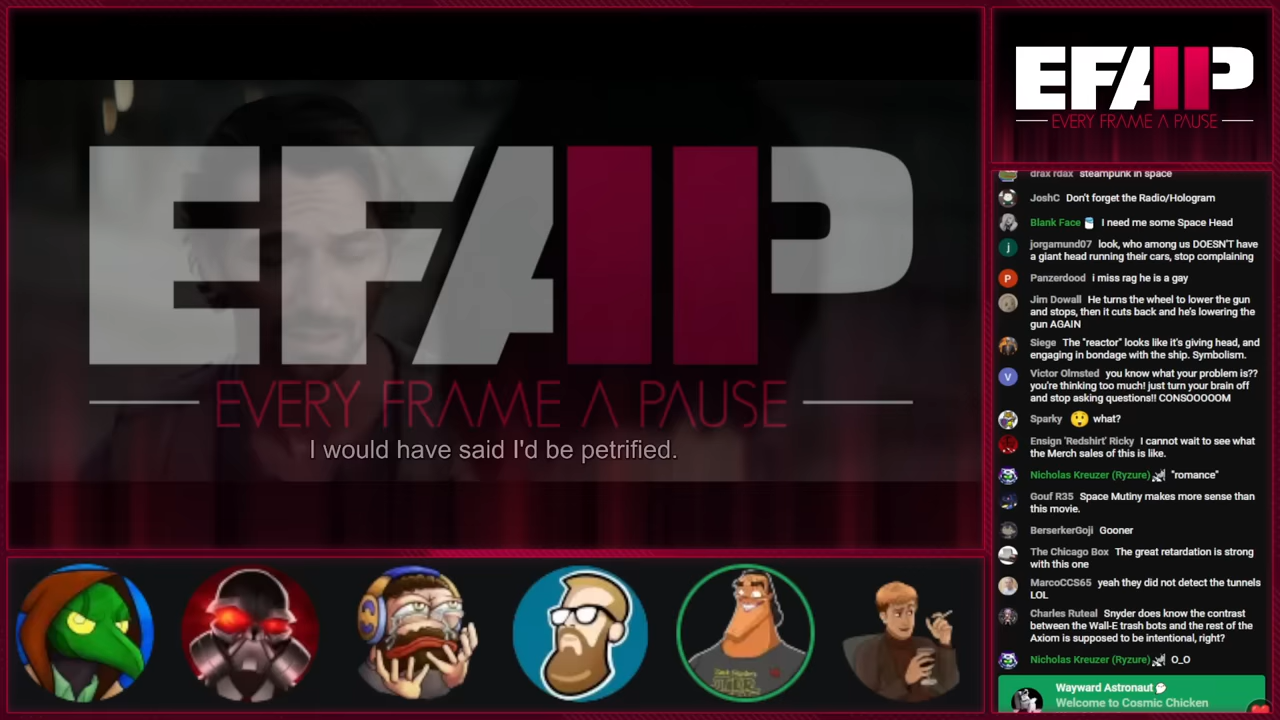 EFAP
EVERY FRAME A PAUSE
I would have said I'd be petrified.
EFAP
EVERY FRAME A PAUSE
drax rdax steampunk in space
JoshC Don't forget the Radio/Hologram
Blank Face I need me some Space Head
jorgamund07 look, who among us DOESN'T have
a giant head running their cars, stop complaining
P Panzerdood i miss rag he is a gay
Jim Dowall He turns the wheel to lower the gun
and stops, then it cuts back and he's lowering the
gun AGAIN
Siege The "reactor" looks like it's giving head, and
engaging in bondage with the ship. Symbolism.
V Victor Olmsted you know what your problem is??
you're thinking too much! just turn your brain off
and stop asking questions!! CONSOOOOOM
Sparky what?
Ensign 'Redshirt' Ricky I cannot wait to see what
the Merch sales of this is like.
Nicholas Kreuzer (Ryzure) "romance"
Gouf R35 Space Mutiny makes more sense than
this movie.
BerserkerGoji Gooner
The Chicago Box The great retardation is strong
with this one
MarcoCCS65 yeah they did not detect the tunnels
LOL
Charles Ruteal Snyder does know the contrast
between the Wall-E trash bots and the rest of the
Axiom is supposed to be intentional, right?
Nicholas Kreuzer (Ryzure) O_O
Wayward Astronaut
Welcome to Cosmic Chicken